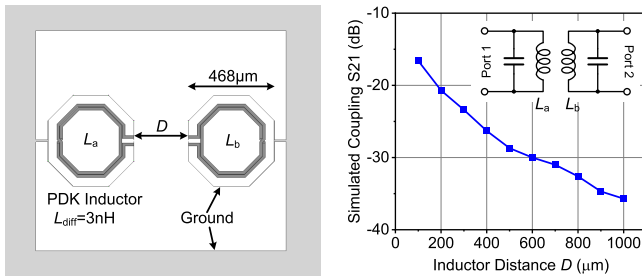 468μm
D
La
Lb
PDK Inductor
Ldiff=3nH
Ground
Simulated Coupling S21 (dB)
-10
-20
-30
-40
0
200
400
600
800
1000
Inductor Distance D (μm)
Port 1
Port 2
La
Lb